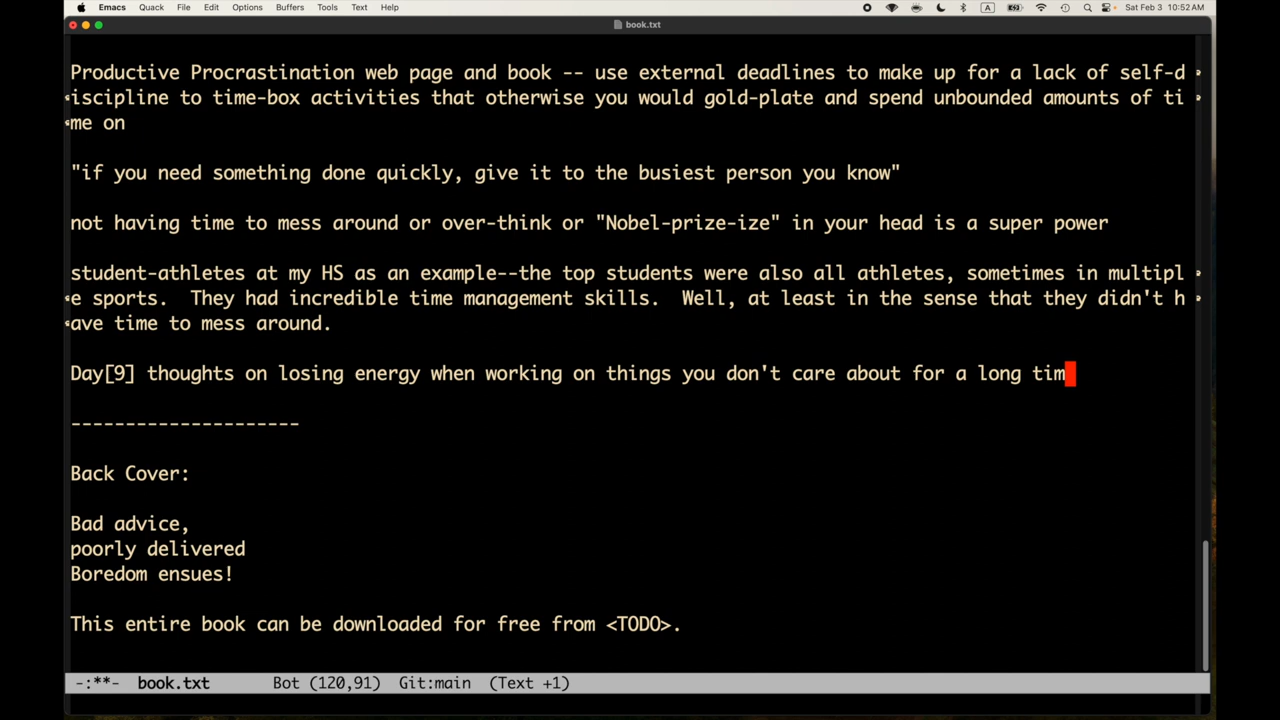 Emacs Quack File Edit Options Buffers Tools Text Help A 62 Sat Feb 3 10:52 AM
book.txt
Productive Procrastination web page and book -- use external deadlines to make up for a lack of self-d
iscipline to time-box activities that otherwise you would gold-plate and spend unbounded amounts of ti
me on
"if you need something done quickly, give it to the busiest person you know"
not having time to mess around or over-think or "Nobel-prize-ize" in your head is a super power
student-athletes at my HS as an example--the top students were also all athletes, sometimes in multipl
e sports.  They had incredible time management skills.  Well, at least in the sense that they didn't h
ave time to mess around.
Day[9] thoughts on losing energy when working on things you don't care about for a long tim
---------------------
Back Cover:
Bad advice,
poorly delivered
Boredom ensues!
This entire book can be downloaded for free from <TODO>.
-:**-  book.txt      Bot (120,91)  Git:main  (Text +1)